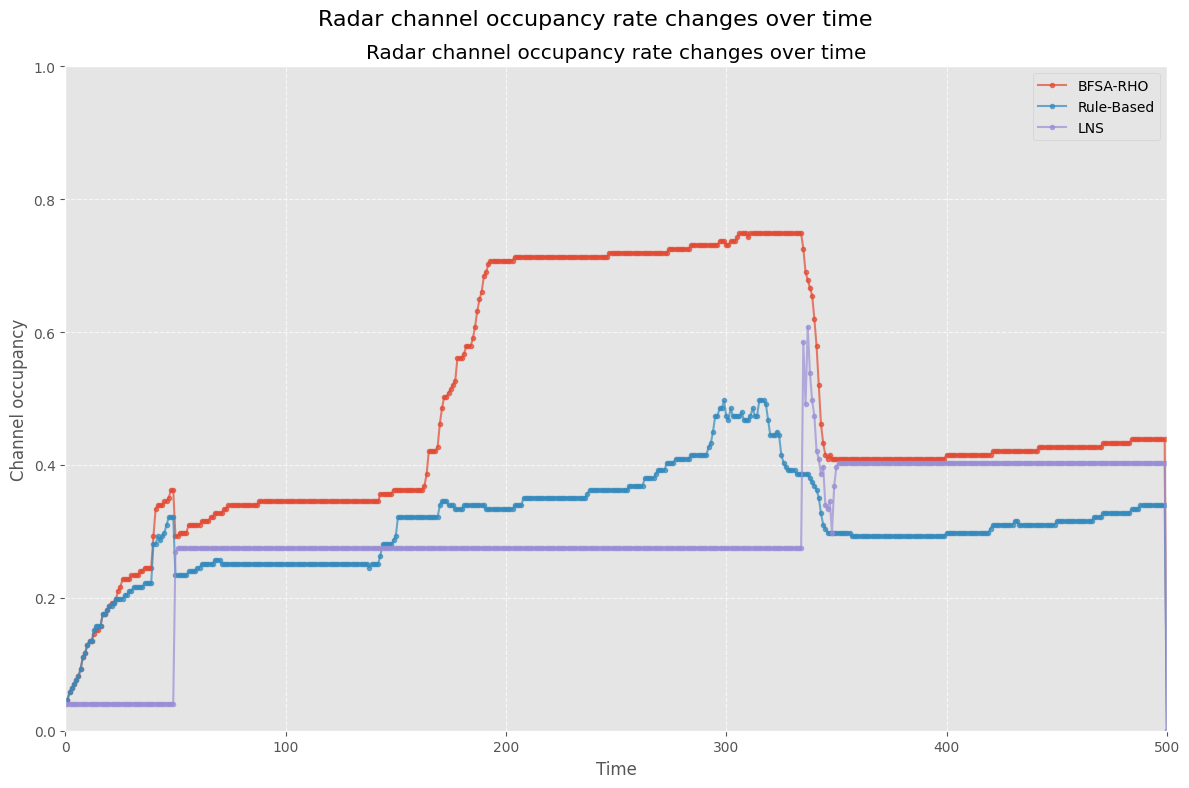 Radar channel occupancy rate changes over time
Radar channel occupancy rate changes over time
1.0
0.8
0.6
0.4
0.2
0.0
Channel occupancy
BFSA-RHO
Rule-Based
LNS
0 100 200 300 400 500
Time